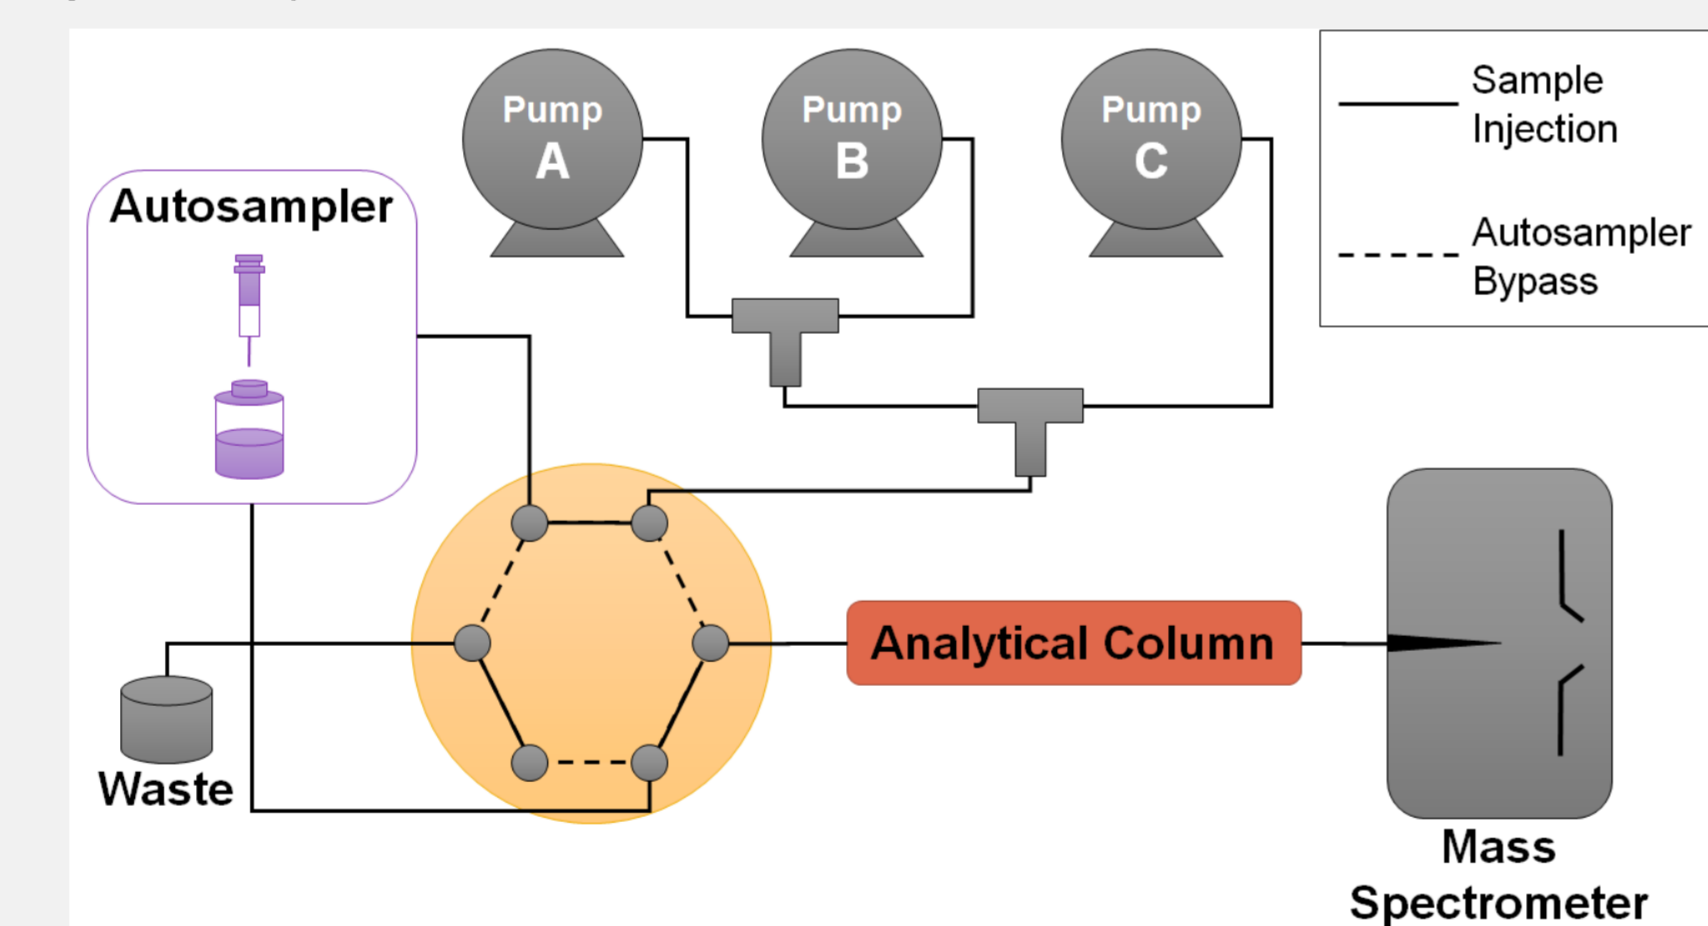 Pump
A
Pump
B
Pump
C
Sample
Injection
Autosampler
Bypass
Autosampler
Analytical Column
Waste
Mass
Spectrometer